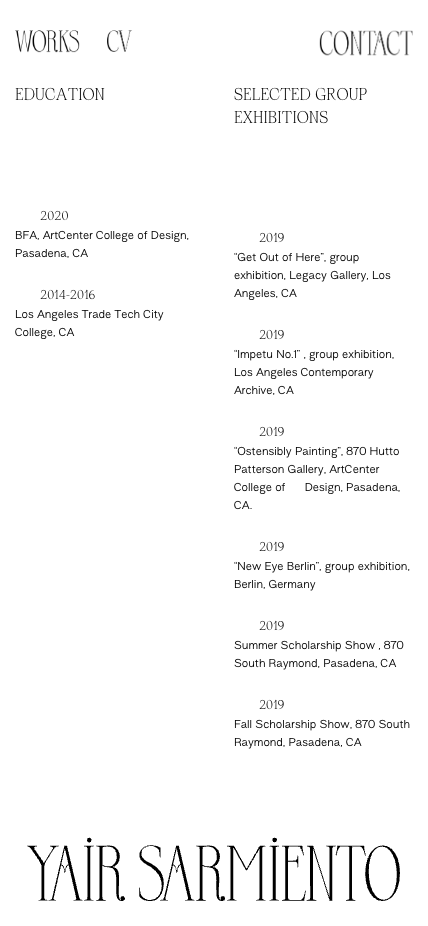 WORKS CV CONTACT
EDUCATION
2020
BFA, ArtCenter College of Design,
Pasadena, CA
2014-2016
Los Angeles Trade Tech City
College, CA
SELECTED GROUP
EXHIBITIONS
2019
"Get Out of Here", group
exhibition, Legacy Gallery, Los
Angeles, CA
2019
"Impetu No.1" , group exhibition,
Los Angeles Contemporary
Archive, CA
2019
"Ostensibly Painting", 870 Hutto
Patterson Gallery, ArtCenter
College of Design, Pasadena,
CA.
2019
"New Eye Berlin", group exhibition,
Berlin, Germany
2019
Summer Scholarship Show , 870
South Raymond, Pasadena, CA
2019
Fall Scholarship Show, 870 South
Raymond, Pasadena, CA
YAİR SARMİENTO